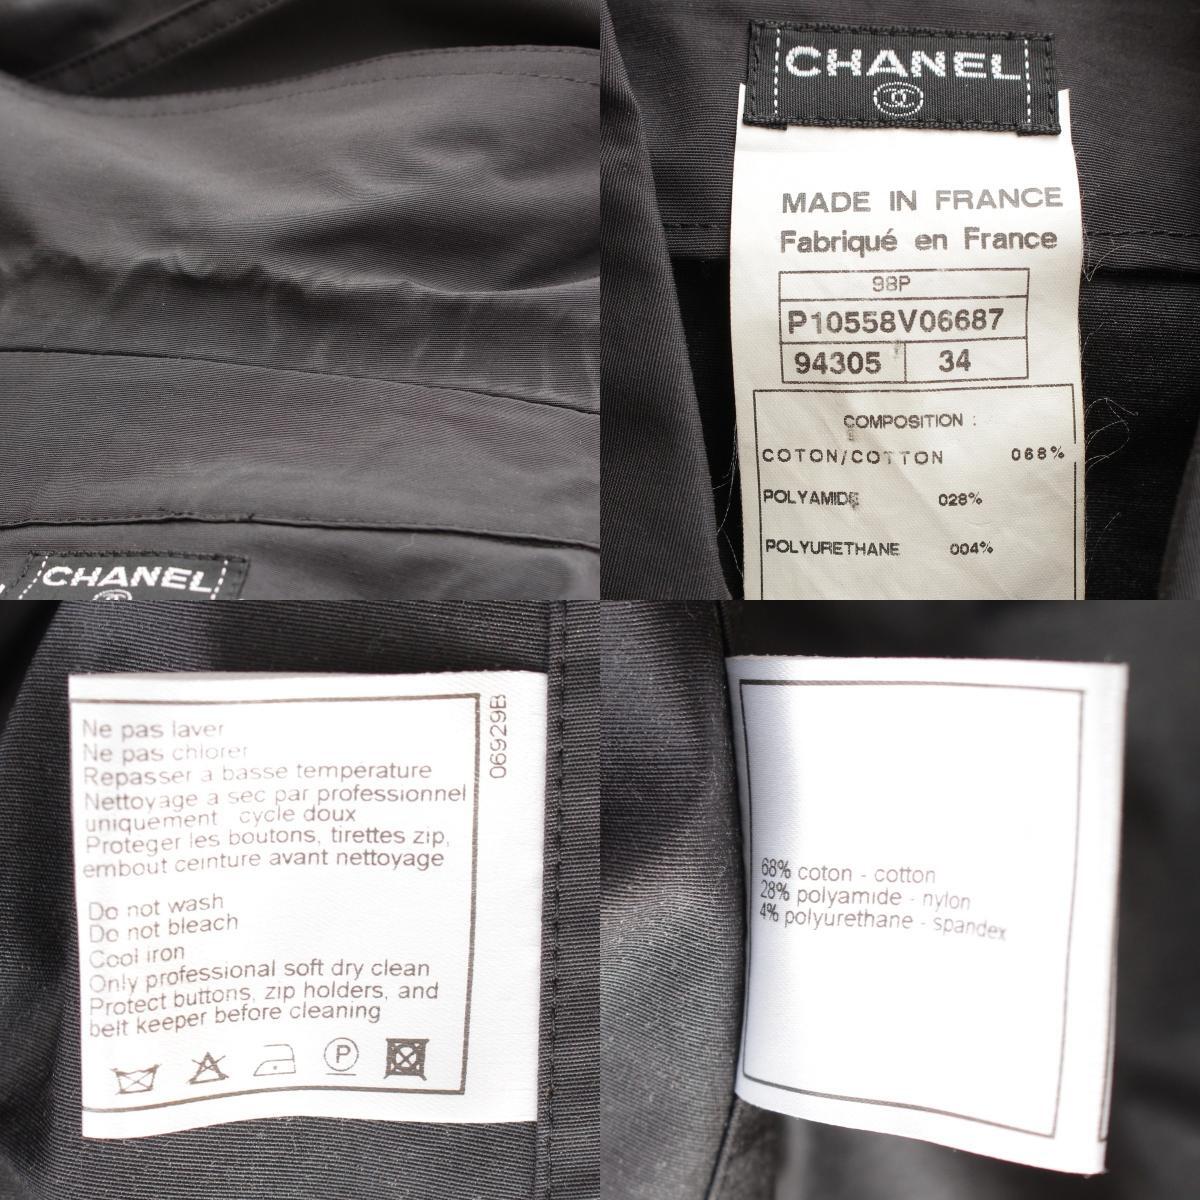 CHANEL
CHANEL
MADE IN FRANCE
Fabriqué en France
98P
P10558V06687
94305 34
COMPOSITION :
COTON/COTTON 068%
POLYAMIDE 028%
POLYURETHANE 004%
Ne pas laver
Ne pas chlorer
Repasser a basse température
Nettoyage a sec par professionnel
uniquement cycle doux
Proteger les boutons, tirettes zip,
embout ceinture avant nettoyage
06929B
Do not wash
Do not bleach
Cool iron
Only professional soft dry clean
Protect buttons, zip holders, and
belt keeper before cleaning
P
68% coton - cotton
28% polyamide - nylon
4% polyurethane - spandex